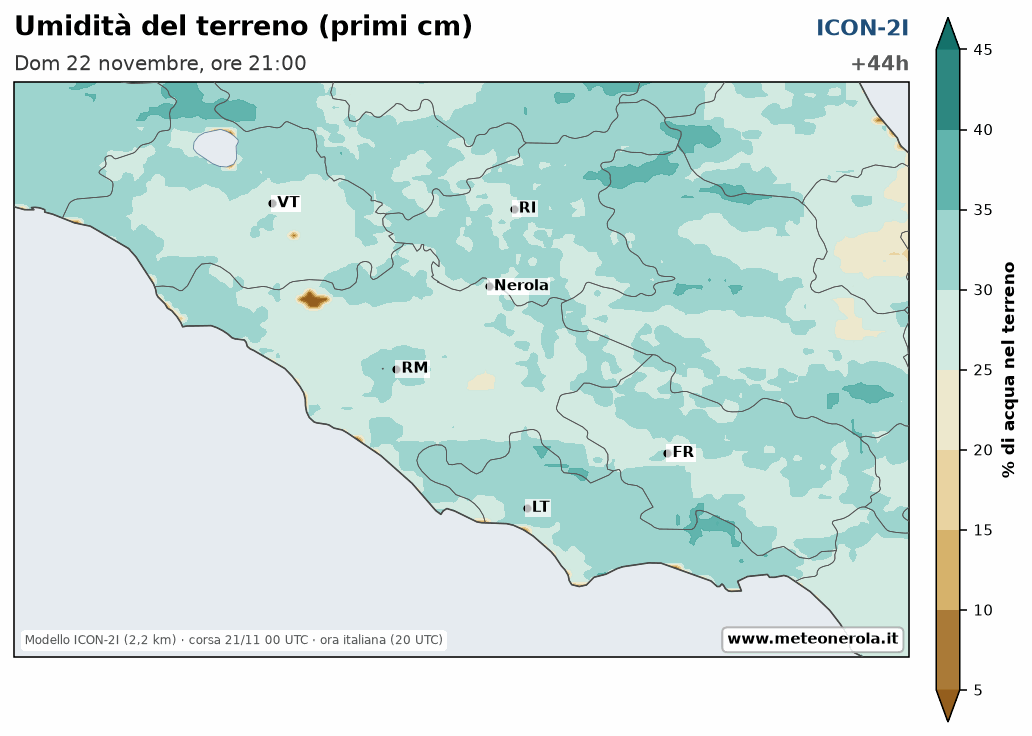 Umidità del terreno (primi cm)
ICON-2I
Dom 22 novembre, ore 21:00
+44h
45
40
35
30
25
20
15
10
5
% di acqua nel terreno
VT
RI
Nerola
RM
FR
LT
Modello ICON-2I (2,2 km) · corsa 21/11 00 UTC · ora italiana (20 UTC)
www.meteonerola.it